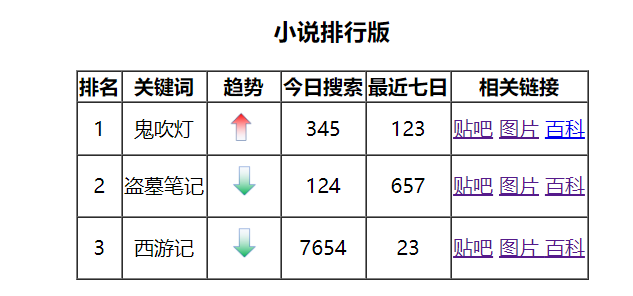 小说排行版
排名 关键词 趋势 今日搜索 最近七日 相关链接
1 鬼吹灯 345 123 贴吧 图片 百科
2 盗墓笔记 124 657 贴吧 图片 百科
3 西游记 7654 23 贴吧 图片 百科